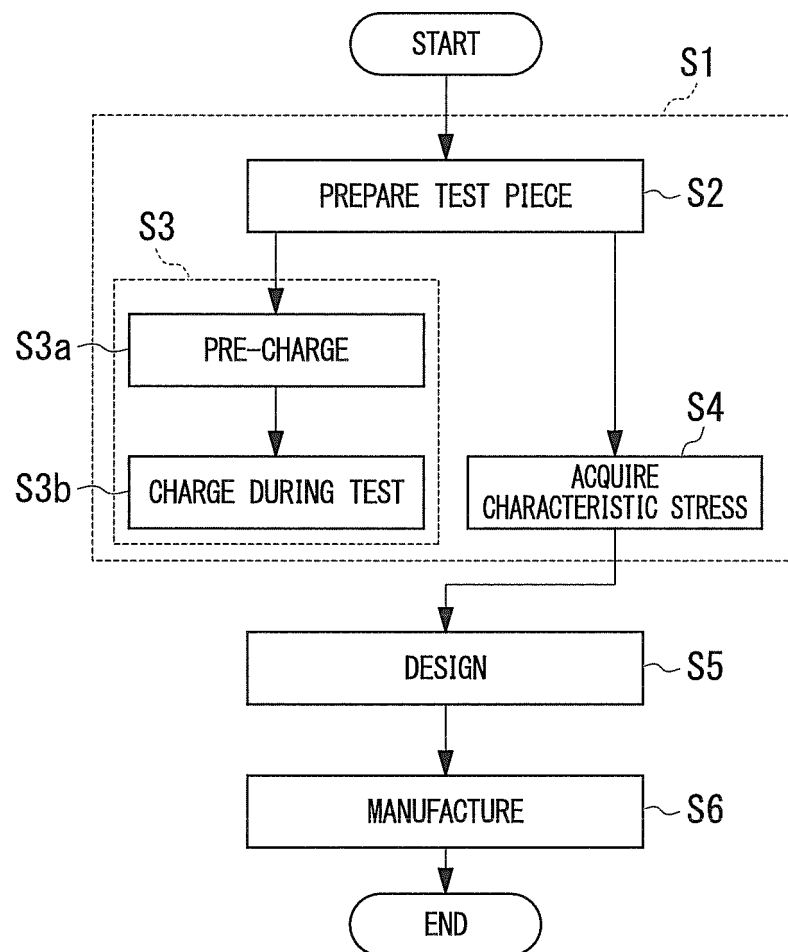 START
S1
PREPARE TEST PIECE
S2
S3
S3a
PRE-CHARGE
S4
S3b
CHARGE DURING TEST
ACQUIRE
CHARACTERISTIC STRESS
DESIGN
S5
MANUFACTURE
S6
END